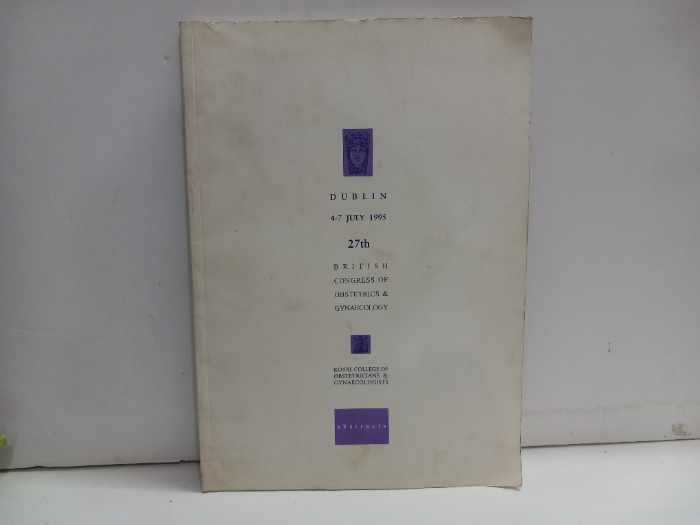 DUBLIN
4-7 JULY 1995
27th
BRITISH
CONGRESS OF
OBSTETRICS &
GYNAECOLOGY
ROYAL COLLEGE OF
OBSTETRICIANS &
GYNAECOLOGISTS
abstracts